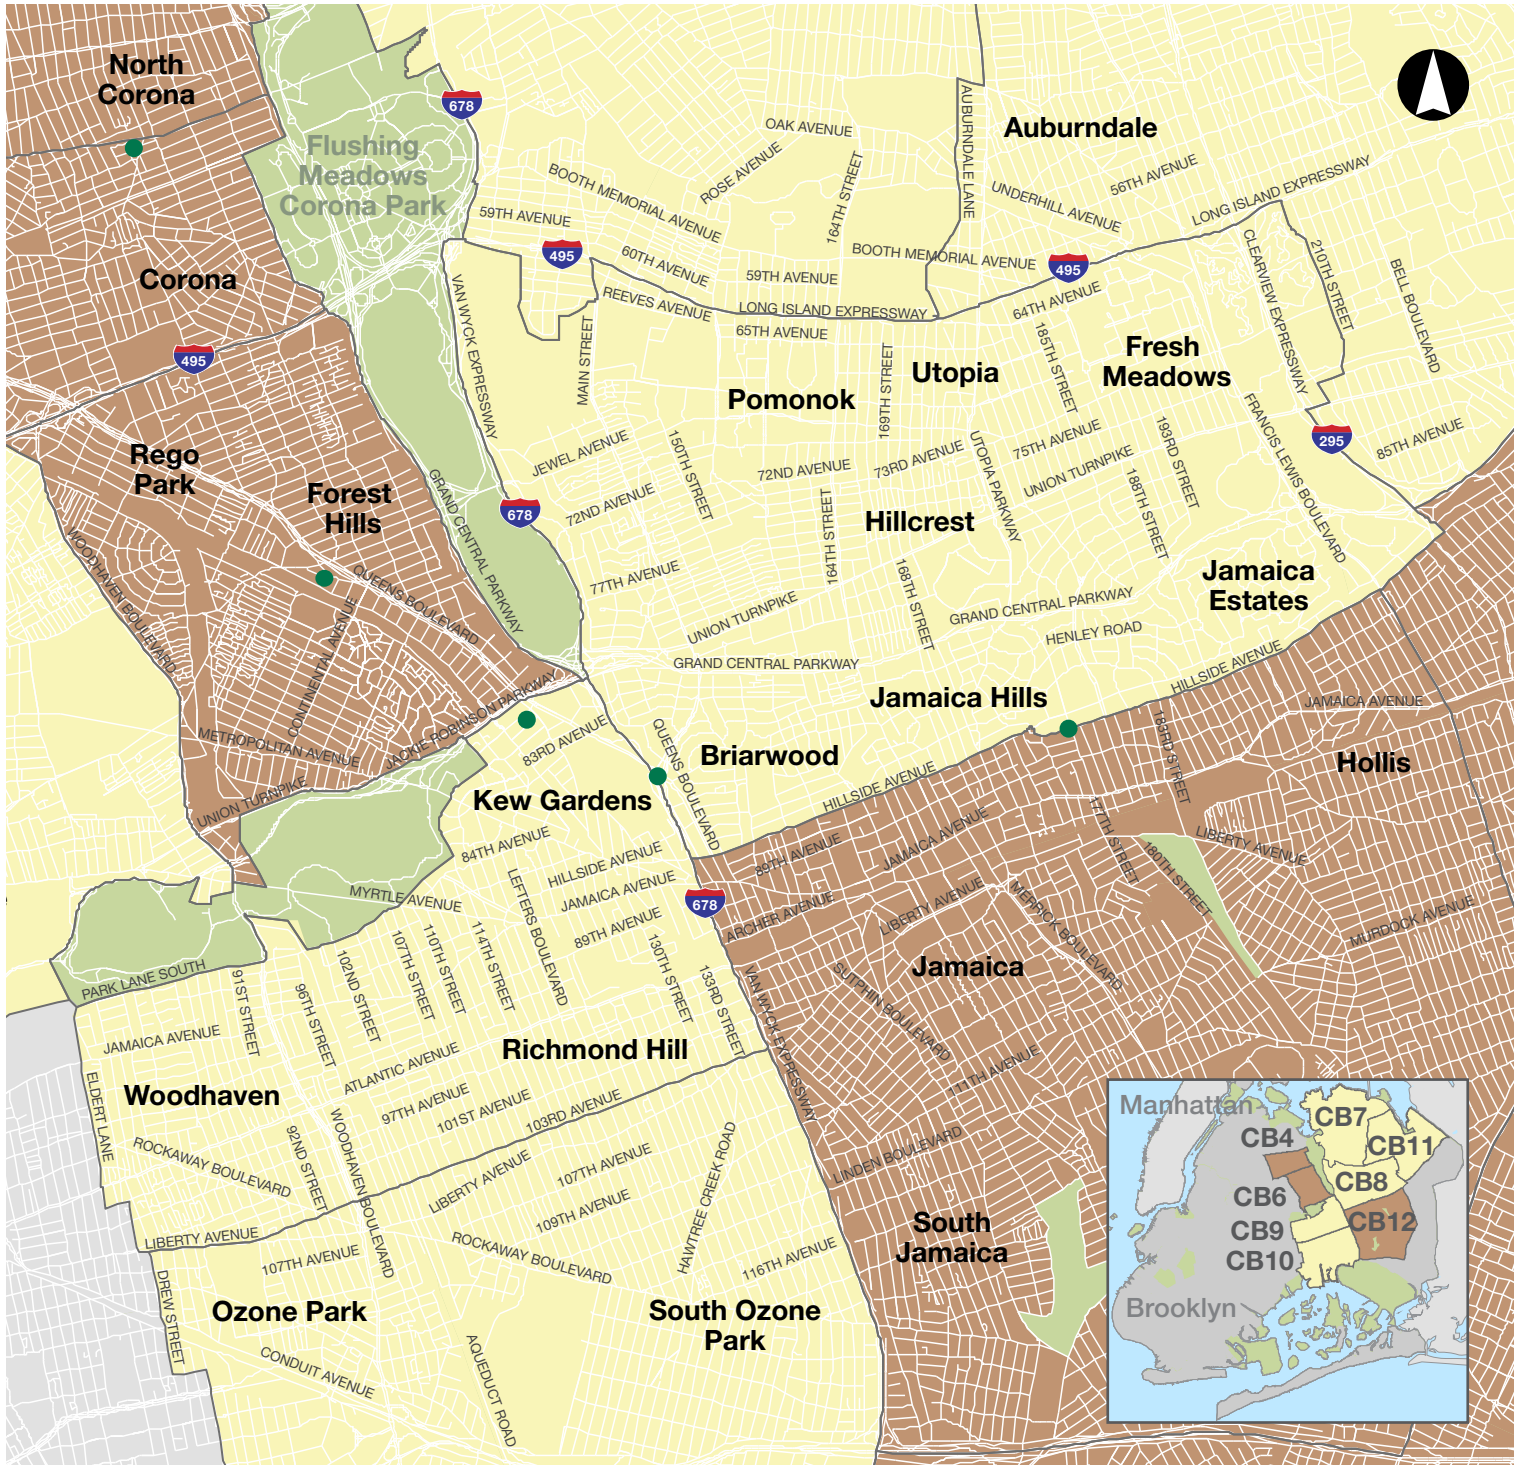 North
Corona
678
Flushing
Meadows
Corona Park
OAK AVENUE
ROSE AVENUE
164TH STREET
AUBURNDALE LANE
Auburndale
56TH AVENUE
UNDERHILL AVENUE
LONG ISLAND EXPRESSWAY
BOOTH MEMORIAL AVENUE
59TH AVENUE
495
60TH AVENUE
59TH AVENUE
BOOTH MEMORIAL AVENUE
495
CLEARVIEW EXPRESSWAY
210TH STREET
BELL BOULEVARD
Corona
VAN WYCK EXPRESSWAY
REEVES AVENUE
LONG ISLAND EXPRESSWAY
64TH AVENUE
65TH AVENUE
MAIN STREET
169TH STREET
185TH STREET
495
Utopia
Fresh
Meadows
Pomonok
FRANCIS LEWIS BOULEVARD
295
85TH AVENUE
Rego
Park
Forest
Hills
GRAND CENTRAL PARKWAY
678
JEWEL AVENUE
150TH STREET
72ND AVENUE
72ND AVENUE
73RD AVENUE
UTOPIA PARKWAY
75TH AVENUE
UNION TURNPIKE
193RD STREET
188TH STREET
164TH STREET
Hillcrest
WOODHAVEN BOULEVARD
QUEENS BOULEVARD
CONTINENTAL AVENUE
77TH AVENUE
UNION TURNPIKE
168TH STREET
GRAND CENTRAL PARKWAY
HENLEY ROAD
Jamaica
Estates
GRAND CENTRAL PARKWAY
HILLSIDE AVENUE
Jamaica Hills
JAMAICA AVENUE
METROPOLITAN AVENUE
JACKIE ROBINSON PARKWAY
83RD AVENUE
QUEENS BOULEVARD
Briarwood
183RD STREET
Hollis
UNION TURNPIKE
Kew Gardens
HILLSIDE AVENUE
177TH STREET
84TH AVENUE
HILLSIDE AVENUE
89TH AVENUE
JAMAICA AVENUE
180TH STREET
LIBERTY AVENUE
MYRTLE AVENUE
LEFFERTS BOULEVARD
JAMAICA AVENUE
678
ARCHER AVENUE
LIBERTY AVENUE
MERRICK BOULEVARD
MURDOCK AVENUE
89TH AVENUE
107TH STREET
110TH STREET
114TH STREET
130TH STREET
133RD STREET
VAN WYCK EXPRESSWAY
SUTPHIN BOULEVARD
Jamaica
PARK LANE SOUTH
91ST STREET
96TH STREET
102ND STREET
JAMAICA AVENUE
ATLANTIC AVENUE
Richmond Hill
111TH AVENUE
ELDERT LANE
Woodhaven
97TH AVENUE
101ST AVENUE
103RD AVENUE
ROCKAWAY BOULEVARD
92ND STREET
WOODHAVEN BOULEVARD
LIBERTY AVENUE
107TH AVENUE
109TH AVENUE
HAWTREE CREEK ROAD
LINDEN BOULEVARD
South
Jamaica
LIBERTY AVENUE
107TH AVENUE
ROCKAWAY BOULEVARD
116TH AVENUE
DREW STREET
Ozone Park
South Ozone
Park
CONDUIT AVENUE
AQUEDUCT ROAD
Manhattan
CB7
CB4
CB11
CB8
CB6
CB12
CB9
CB10
Brooklyn